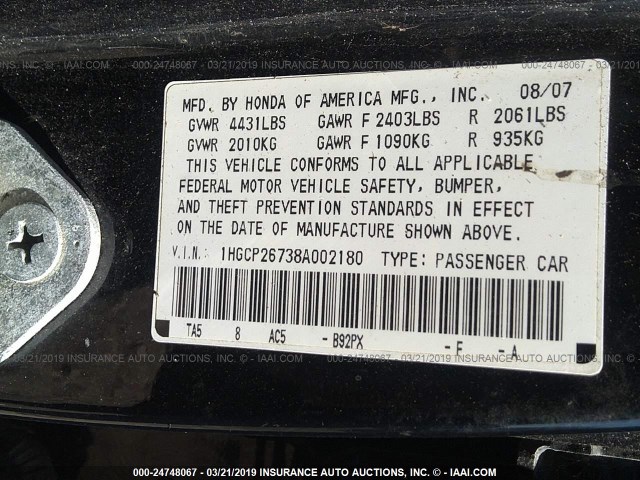 000-24748067 - 03/21/2019 INSURANCE AUTO AUCTIONS, INC. © - IAAI.COM
MFD. BY HONDA OF AMERICA MFG., INC. 08/07
GVWR 4431LBS GAWR F 2403LBS R 2061LBS
GVWR 2010KG GAWR F 1090KG R 935KG
THIS VEHICLE CONFORMS TO ALL APPLICABLE
FEDERAL MOTOR VEHICLE SAFETY, BUMPER,
AND THEFT PREVENTION STANDARDS IN EFFECT
ON THE DATE OF MANUFACTURE SHOWN ABOVE.
V.I.N.: 1HGCP26738A002180 TYPE: PASSENGER CAR
TA5 8 AC5 - B92PX - F - A
000-24748067 - 03/21/2019 INSURANCE AUTO AUCTIONS, INC. © - IAAI.COM
000-24748067 - 03/21/2019 INSURANCE AUTO AUCTIONS, INC. © - IAAI.COM